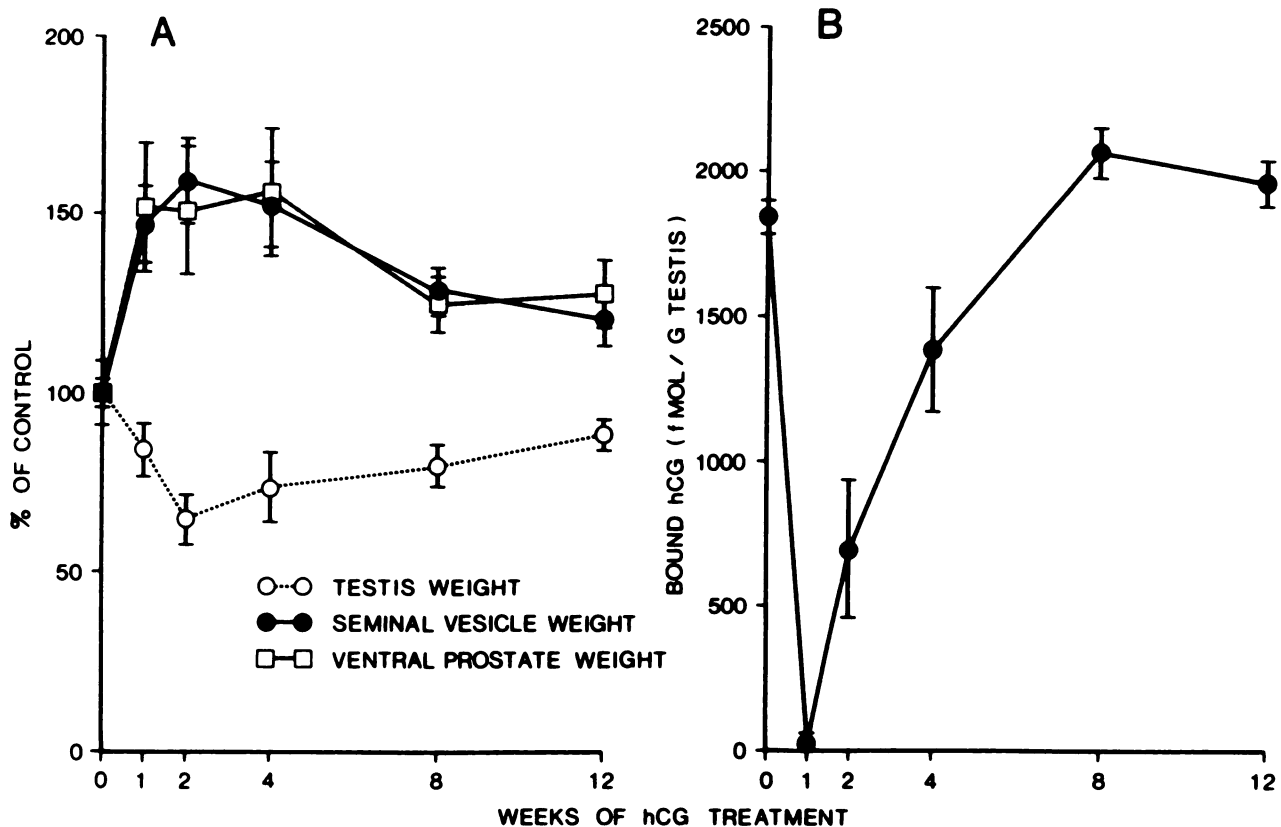 A
200
150
100
50
0
% OF CONTROL
0 1 2 4 8 12
TESTIS WEIGHT
SEMINAL VESICLE WEIGHT
VENTRAL PROSTATE WEIGHT
B
2500
2000
1500
1000
500
0
BOUND hCG (fMOL / G TESTIS)
0 1 2 4 8 12
WEEKS OF hCG TREATMENT